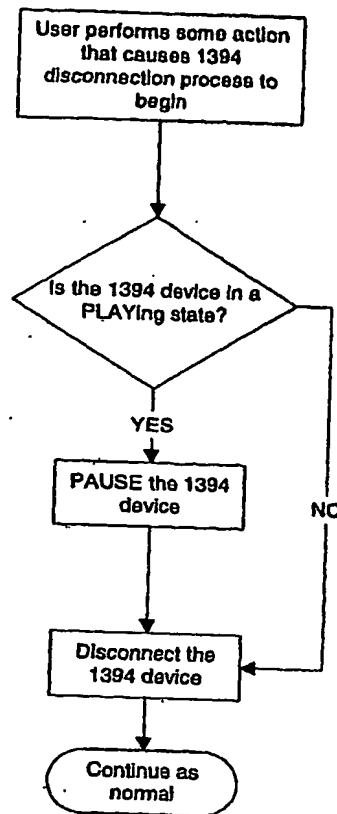 User performs some action
that causes 1394
disconnection process to
begin
Is the 1394 device in a
PLAYing state?
YES
PAUSE the 1394
device
NO
Disconnect the
1394 device
Continue as
normal